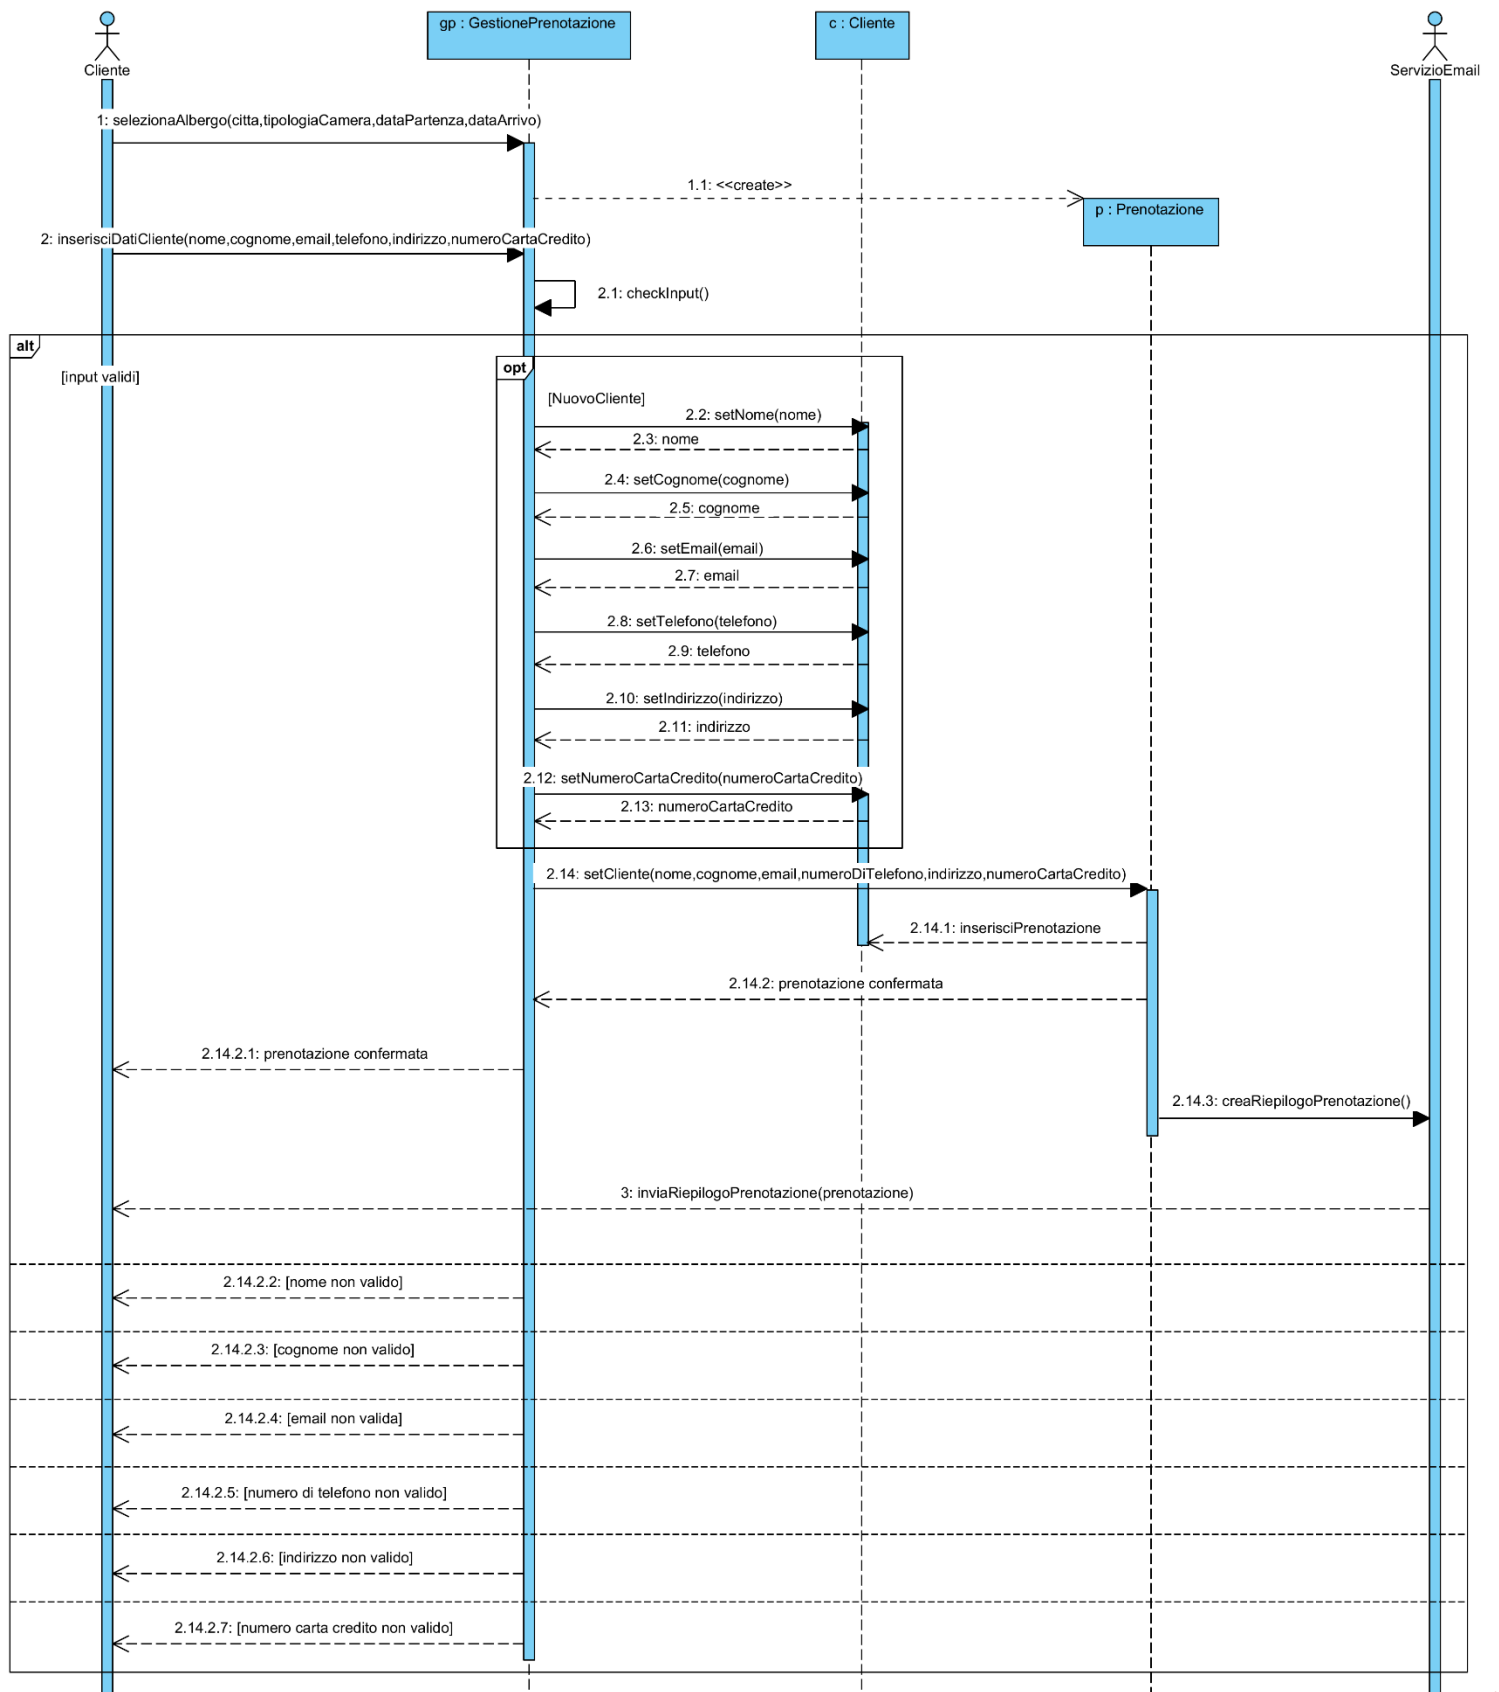 gp : GestionePrenotazione
c : Cliente
Cliente
ServizioEmail
1: selezionaAlbergo(citta,tipologiaCamera,dataPartenza,dataArrivo)
1.1: <<create>>
p : Prenotazione
2: inserisciDatiCliente(nome,cognome,email,telefono,indirizzo,numeroCartaCredito)
2.1: checkInput()
alt
[input validi]
opt
[NuovoCliente]
2.2: setNome(nome)
2.3: nome
2.4: setCognome(cognome)
2.5: cognome
2.6: setEmail(email)
2.7: email
2.8: setTelefono(telefono)
2.9: telefono
2.10: setIndirizzo(indirizzo)
2.11: indirizzo
2.12: setNumeroCartaCredito(numeroCartaCredito)
2.13: numeroCartaCredito
2.14: setCliente(nome,cognome,email,numeroDiTelefono,indirizzo,numeroCartaCredito)
2.14.1: inserisciPrenotazione
2.14.2: prenotazione confermata
2.14.2.1: prenotazione confermata
2.14.3: creaRiepilogoPrenotazione()
3: inviaRiepilogoPrenotazione(prenotazione)
2.14.2.2: [nome non valido]
2.14.2.3: [cognome non valido]
2.14.2.4: [email non valida]
2.14.2.5: [numero di telefono non valido]
2.14.2.6: [indirizzo non valido]
2.14.2.7: [numero carta credito non valido]